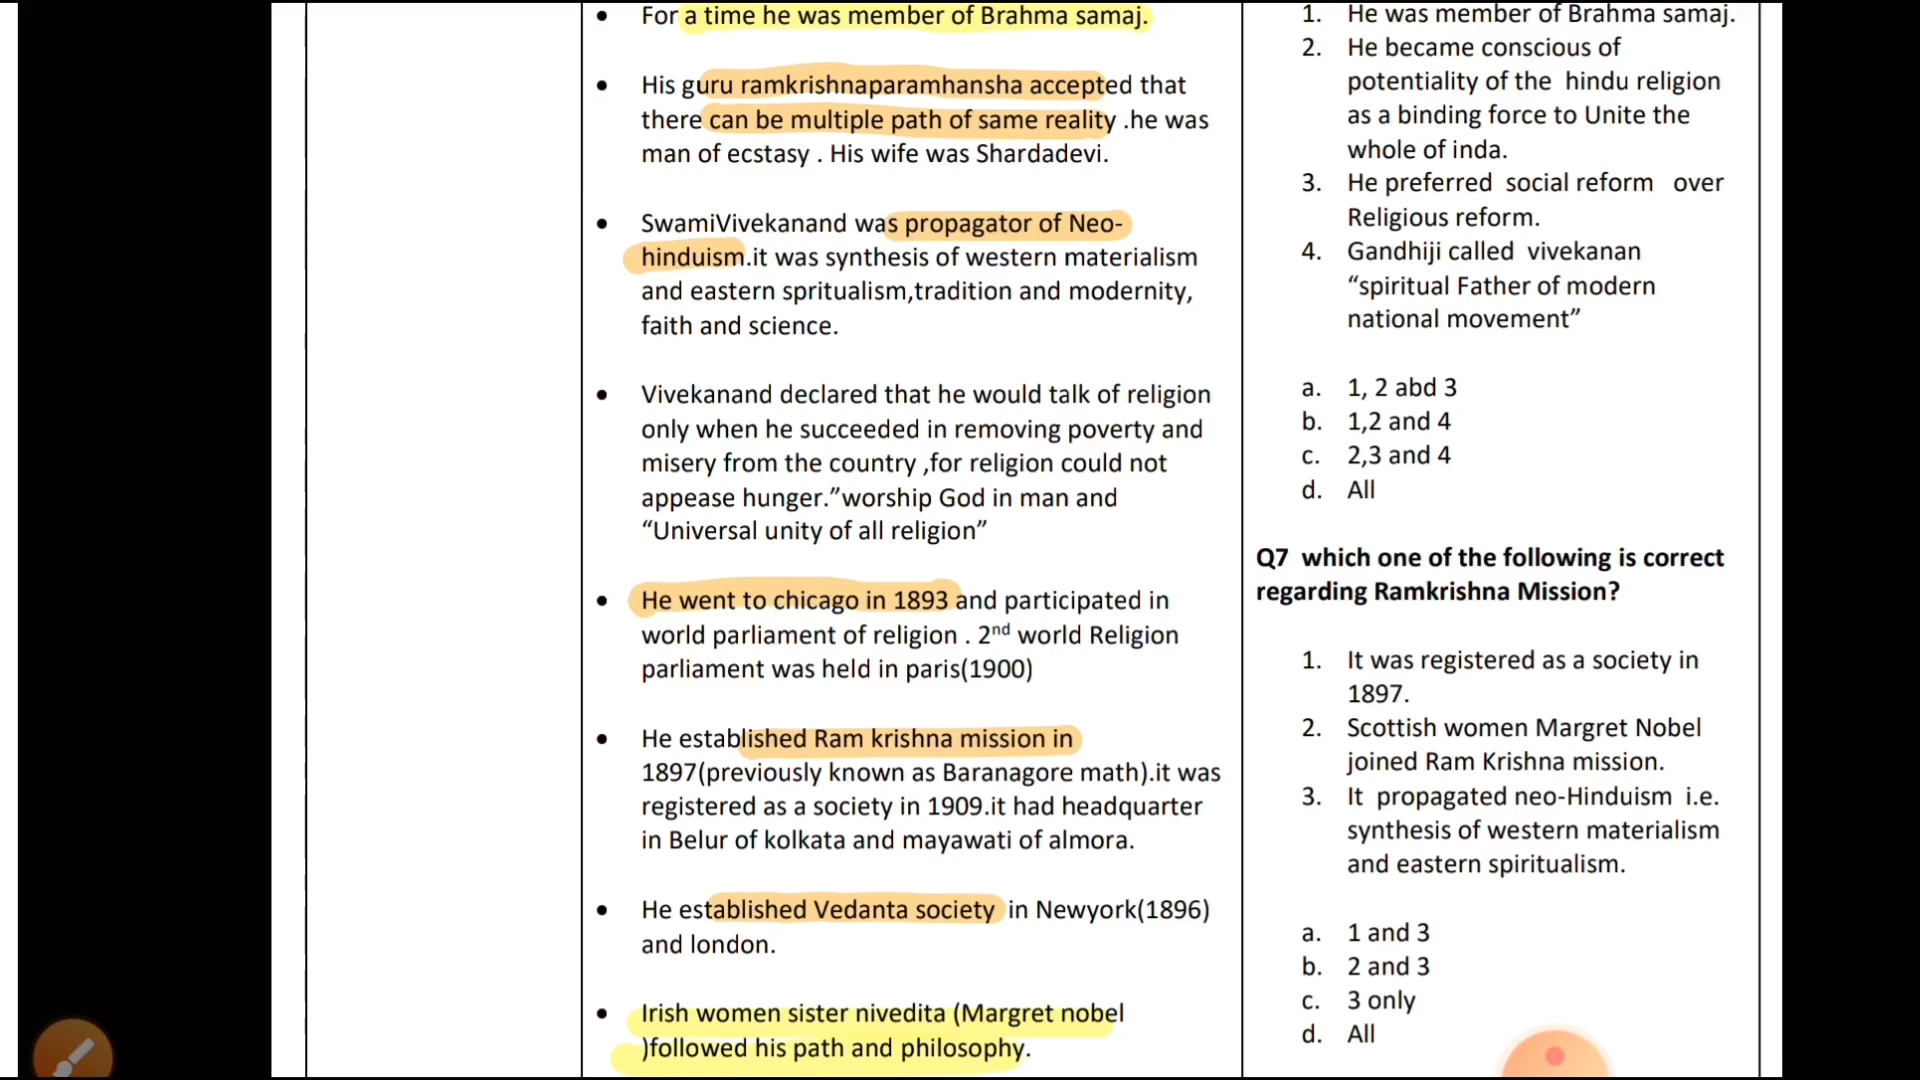 • For a time he was member of Brahma samaj.
• His guru ramkrishnaparamhansha accepted that
there can be multiple path of same reality .he was
man of ecstasy . His wife was Shardadevi.
• SwamiVivekanand was propagator of Neo-
hinduism.it was synthesis of western materialism
and eastern spritualism,tradition and modernity,
faith and science.
• Vivekanand declared that he would talk of religion
only when he succeeded in removing poverty and
misery from the country ,for religion could not
appease hunger.”worship God in man and
“Universal unity of all religion”
• He went to chicago in 1893 and participated in
world parliament of religion . 2nd world Religion
parliament was held in paris(1900)
• He established Ram krishna mission in
1897(previously known as Baranagore math).it was
registered as a society in 1909.it had headquarter
in Belur of kolkata and mayawati of almora.
• He established Vedanta society in Newyork(1896)
and london.
• Irish women sister nivedita (Margret nobel
)followed his path and philosophy.
1. He was member of Brahma samaj.
2. He became conscious of
potentiality of the hindu religion
as a binding force to Unite the
whole of inda.
3. He preferred social reform over
Religious reform.
4. Gandhiji called vivekanan
“spiritual Father of modern
national movement”
a. 1, 2 abd 3
b. 1,2 and 4
c. 2,3 and 4
d. All
Q7 which one of the following is correct
regarding Ramkrishna Mission?
1. It was registered as a society in
1897.
2. Scottish women Margret Nobel
joined Ram Krishna mission.
3. It propagated neo-Hinduism i.e.
synthesis of western materialism
and eastern spiritualism.
a. 1 and 3
b. 2 and 3
c. 3 only
d. All